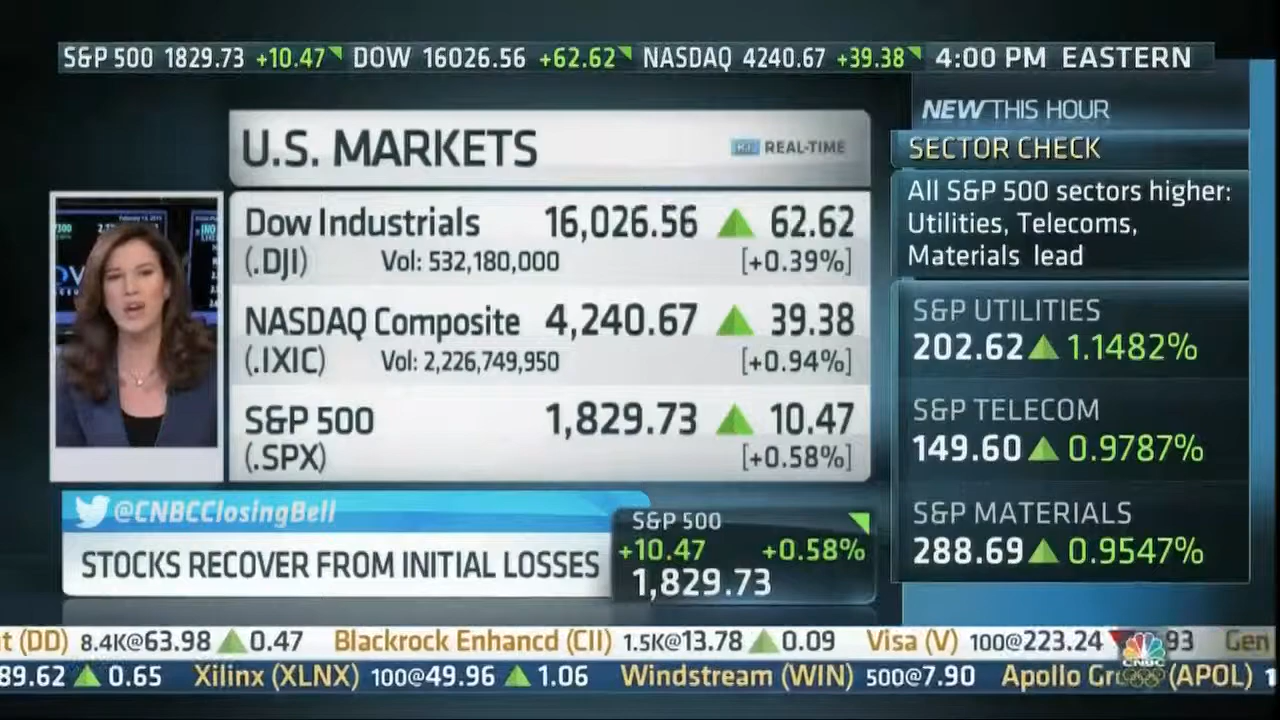 S&P 500 1829.73 +10.47 DOW 16026.56 +62.62 NASDAQ 4240.67 +39.38 4:00 PM EASTERN
NEW THIS HOUR
SECTOR CHECK
All S&P 500 sectors higher:
Utilities, Telecoms,
Materials lead
S&P UTILITIES
202.62 1.1482%
S&P TELECOM
149.60 0.9787%
S&P MATERIALS
288.69 0.9547%
U.S. MARKETS
REAL-TIME
Dow Industrials 16,026.56 62.62
(.DJI) Vol: 532,180,000 [+0.39%]
NASDAQ Composite 4,240.67 39.38
(.IXIC) Vol: 2,226,749,950 [+0.94%]
S&P 500 1,829.73 10.47
(.SPX) [+0.58%]
@CNBCClosingBell
STOCKS RECOVER FROM INITIAL LOSSES
S&P 500
+10.47 +0.58%
1,829.73
t (DD) 8.4K@63.98 0.47 Blackrock Enhancd (CII) 1.5K@13.78 0.09 Visa (V) 100@223.24 93 Gen
CNBC
89.62 0.65 Xilinx (XLNX) 100@49.96 1.06 Windstream (WIN) 500@7.90 Apollo Gr (APOL) 1